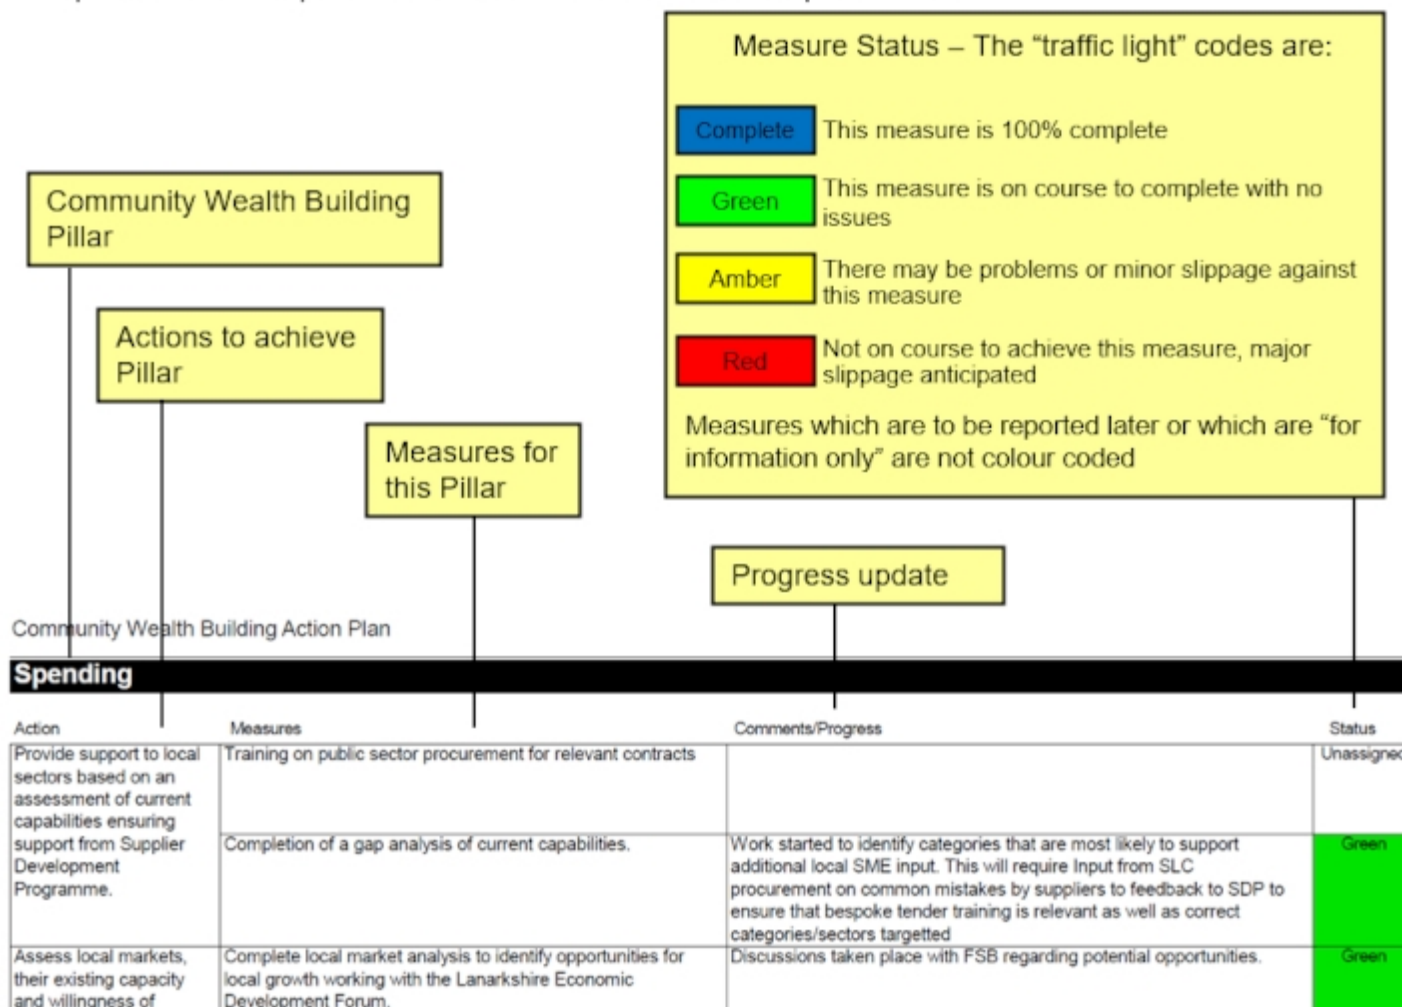 Measure Status – The “traffic light” codes are:
Complete
This measure is 100% complete
Green
This measure is on course to complete with no
issues
Amber
There may be problems or minor slippage against
this measure
Red
Not on course to achieve this measure, major
slippage anticipated
Measures which are to be reported later or which are “for
information only” are not colour coded
Community Wealth Building
Pillar
Actions to achieve
Pillar
Measures for
this Pillar
Progress update
Community Wealth Building Action Plan
Spending
Action Measures Comments/Progress Status
Provide support to local
sectors based on an
assessment of current
capabilities ensuring
support from Supplier
Development
Programme.
Training on public sector procurement for relevant contracts
Unassigned
Completion of a gap analysis of current capabilities.
Work started to identify categories that are most likely to support
additional local SME input. This will require Input from SLC
procurement on common mistakes by suppliers to feedback to SDP to
ensure that bespoke tender training is relevant as well as correct
categories/sectors targetted
Green
Assess local markets,
their existing capacity
and willingness of
Complete local market analysis to identify opportunities for
local growth working with the Lanarkshire Economic
Development Forum.
Discussions taken place with FSB regarding potential opportunities.
Green